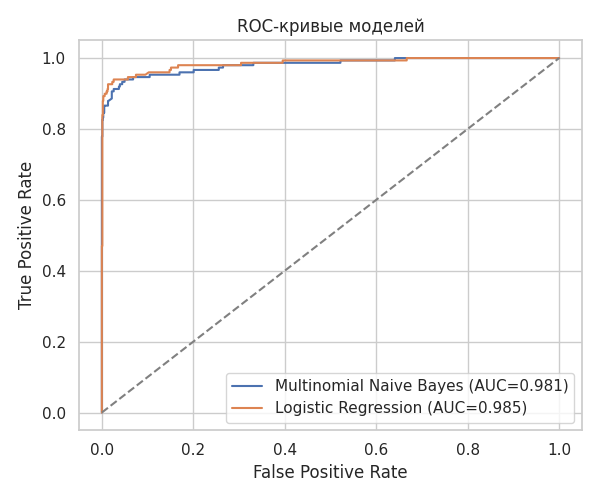 ROC-кривые моделей
True Positive Rate
1.0
0.8
0.6
0.4
0.2
0.0
Multinomial Naive Bayes (AUC=0.981)
Logistic Regression (AUC=0.985)
0.0 0.2 0.4 0.6 0.8 1.0
False Positive Rate